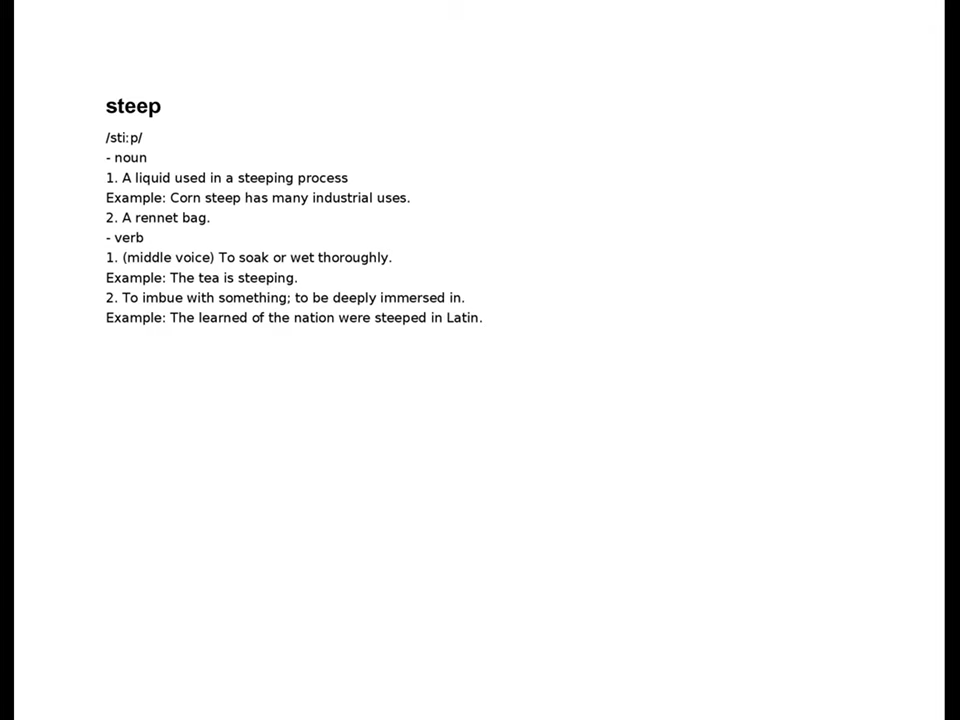 steep
/stiːp/
- noun
1. A liquid used in a steeping process
Example: Corn steep has many industrial uses.
2. A rennet bag.
- verb
1. (middle voice) To soak or wet thoroughly.
Example: The tea is steeping.
2. To imbue with something; to be deeply immersed in.
Example: The learned of the nation were steeped in Latin.